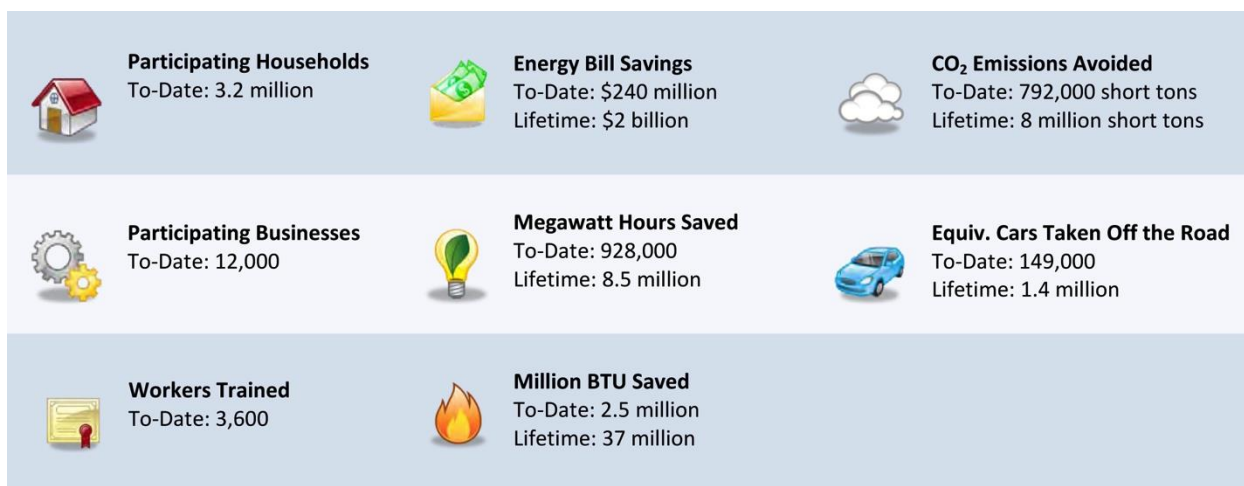 Participating Households
To-Date: 3.2 million
Energy Bill Savings
To-Date: $240 million
Lifetime: $2 billion
CO₂ Emissions Avoided
To-Date: 792,000 short tons
Lifetime: 8 million short tons
Participating Businesses
To-Date: 12,000
Megawatt Hours Saved
To-Date: 928,000
Lifetime: 8.5 million
Equiv. Cars Taken Off the Road
To-Date: 149,000
Lifetime: 1.4 million
Workers Trained
To-Date: 3,600
Million BTU Saved
To-Date: 2.5 million
Lifetime: 37 million